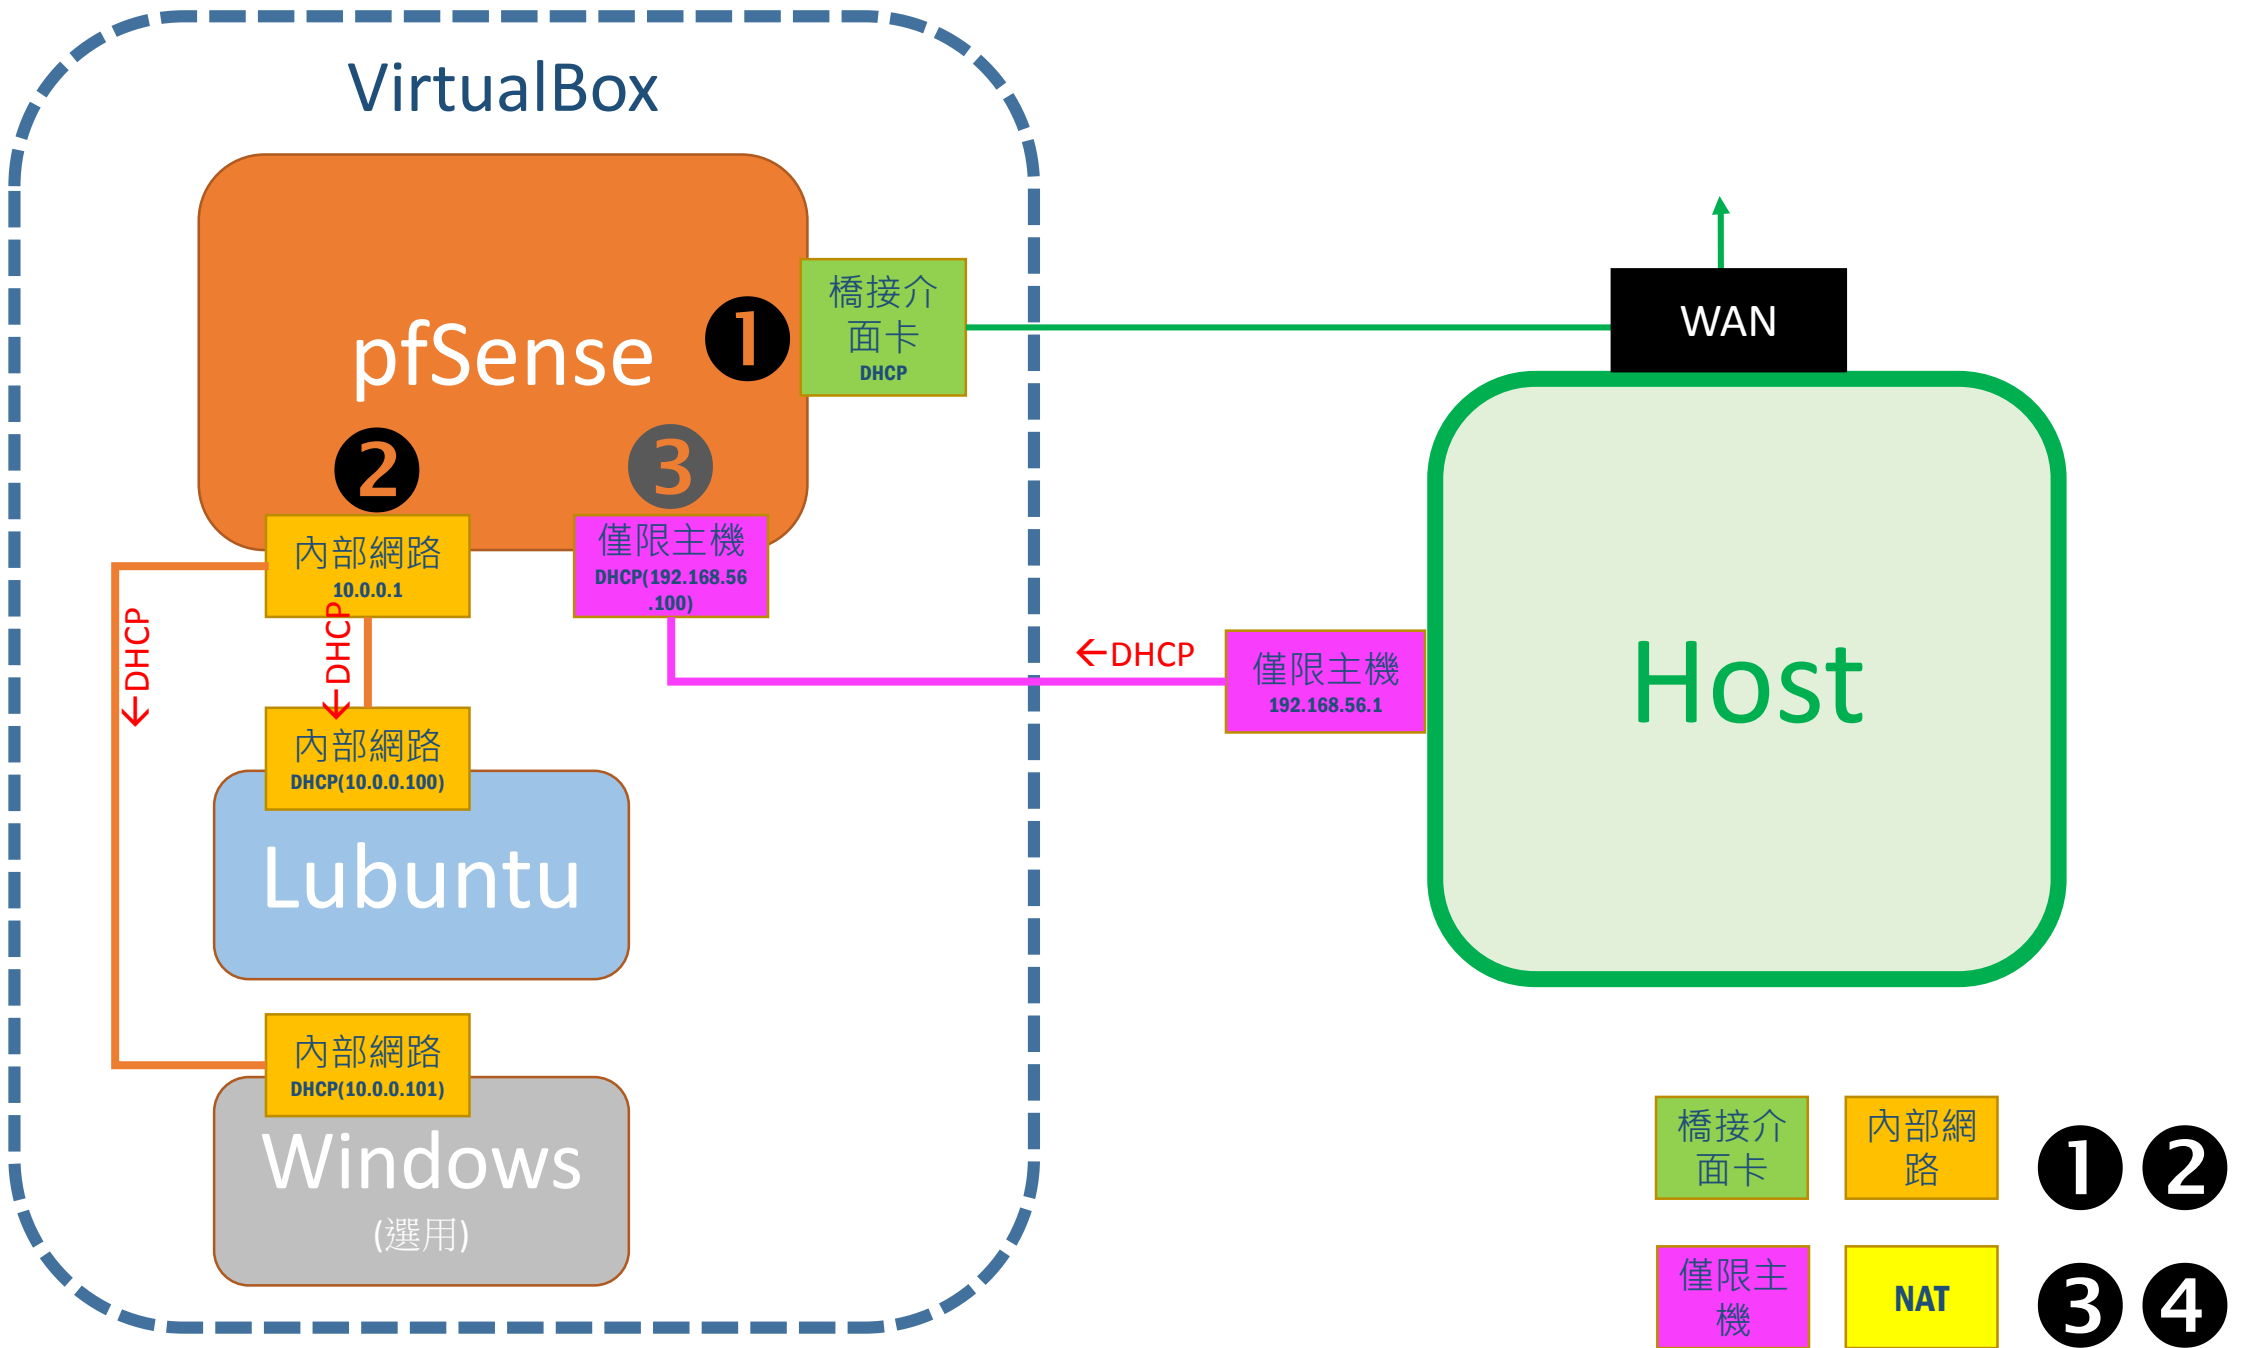 VirtualBox
pfSense
❶
橋接介
面卡
DHCP
WAN
❷
❸
內部網路
10.0.0.1
僅限主機
DHCP(192.168.56
.100)
←DHCP
←DHCP
←DHCP
僅限主機
192.168.56.1
Host
內部網路
DHCP(10.0.0.100)
Lubuntu
內部網路
DHCP(10.0.0.101)
Windows
(選用)
橋接介
面卡
內部網
路
❶ ❷
僅限主
機
NAT
❸ ❹